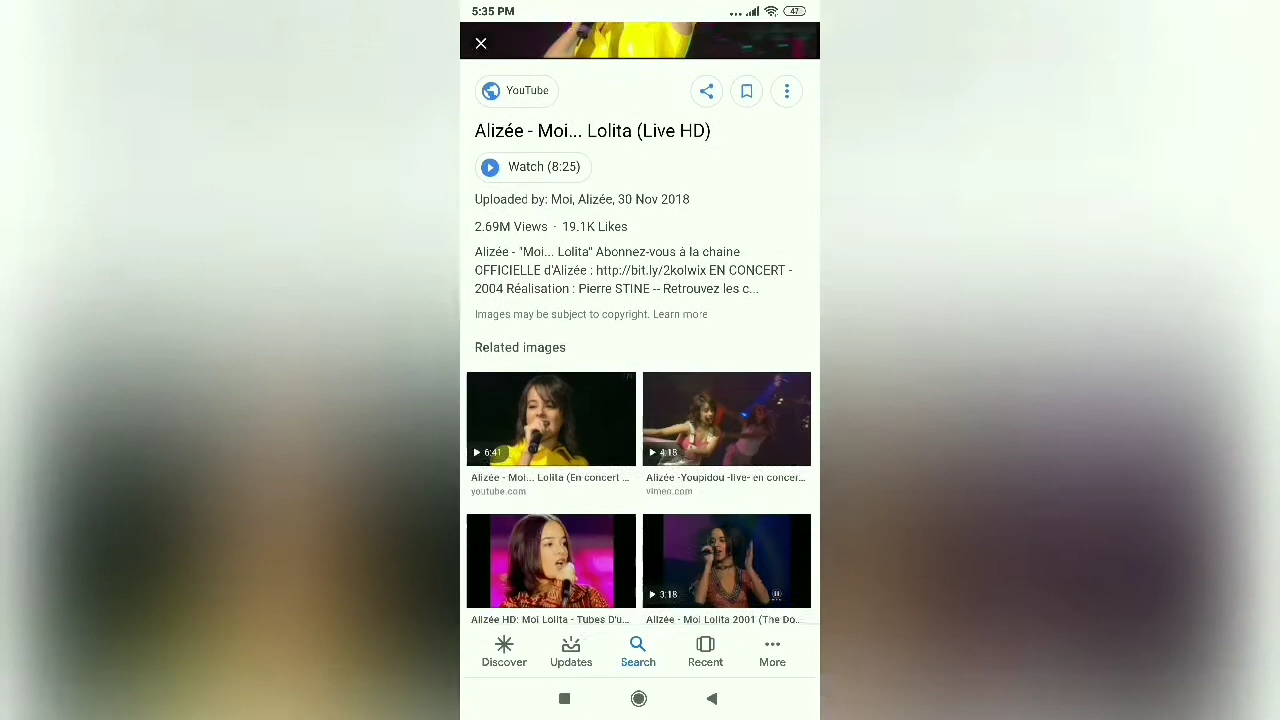 5:35 PM
47
YouTube
Alizée - Moi... Lolita (Live HD)
Watch (8:25)
Uploaded by: Moi, Alizée, 30 Nov 2018
2.69M Views · 19.1K Likes
Alizée - "Moi... Lolita" Abonnez-vous à la chaine
OFFICIELLE d'Alizée : http://bit.ly/2kolwix EN CONCERT -
2004 Réalisation : Pierre STINE -- Retrouvez les c...
Images may be subject to copyright. Learn more
Related images
6:41
4:18
Alizée - Moi... Lolita (En concert ...
Alizée -Youpidou -live- en concer...
youtube.com
vimeo.com
3:18
Alizée HD: Moi Lolita - Tubes D'u...
Alizée - Moi Lolita 2001 (The Do...
Discover
Updates
Search
Recent
More